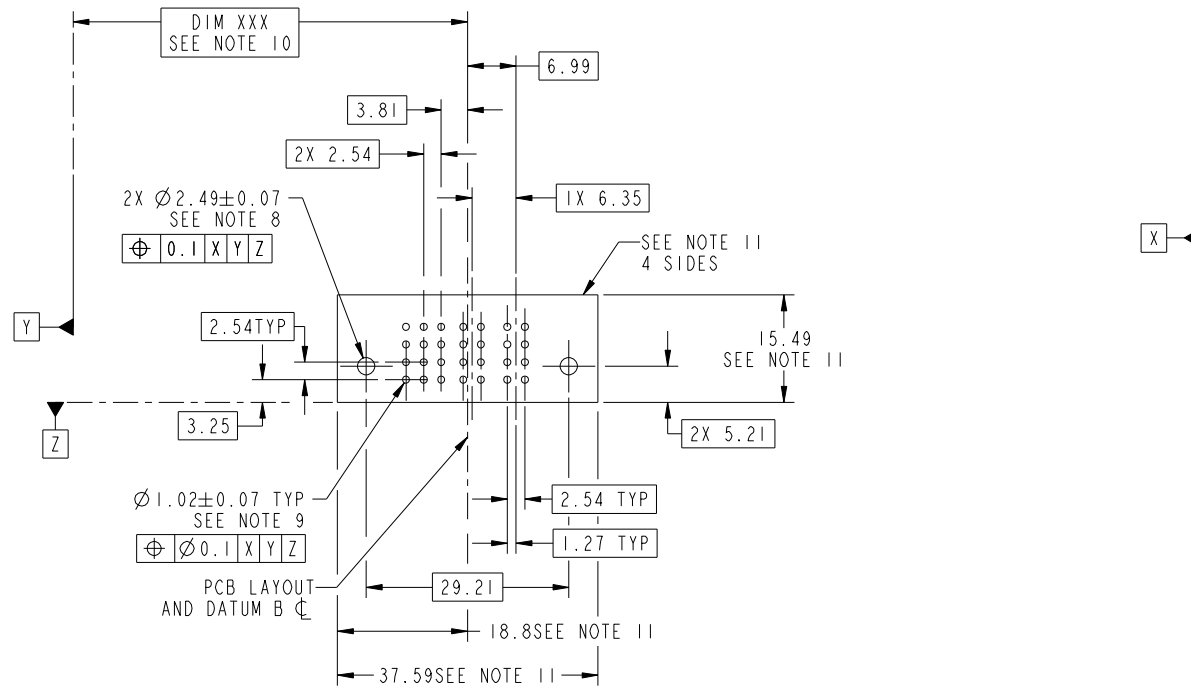 DIM XXX
SEE NOTE 10
6.99
3.81
2X 2.54
1X 6.35
2X Ø2.49±0.07
SEE NOTE 8
⌖ 0.1 X Y Z
SEE NOTE 11
4 SIDES
X
Y
2.54TYP
15.49
SEE NOTE 11
3.25
2X 5.21
Z
Ø1.02±0.07 TYP
SEE NOTE 9
⌖ Ø0.1 X Y Z
2.54 TYP
1.27 TYP
PCB LAYOUT
AND DATUM B ℄
29.21
18.8SEE NOTE 11
37.59SEE NOTE 11